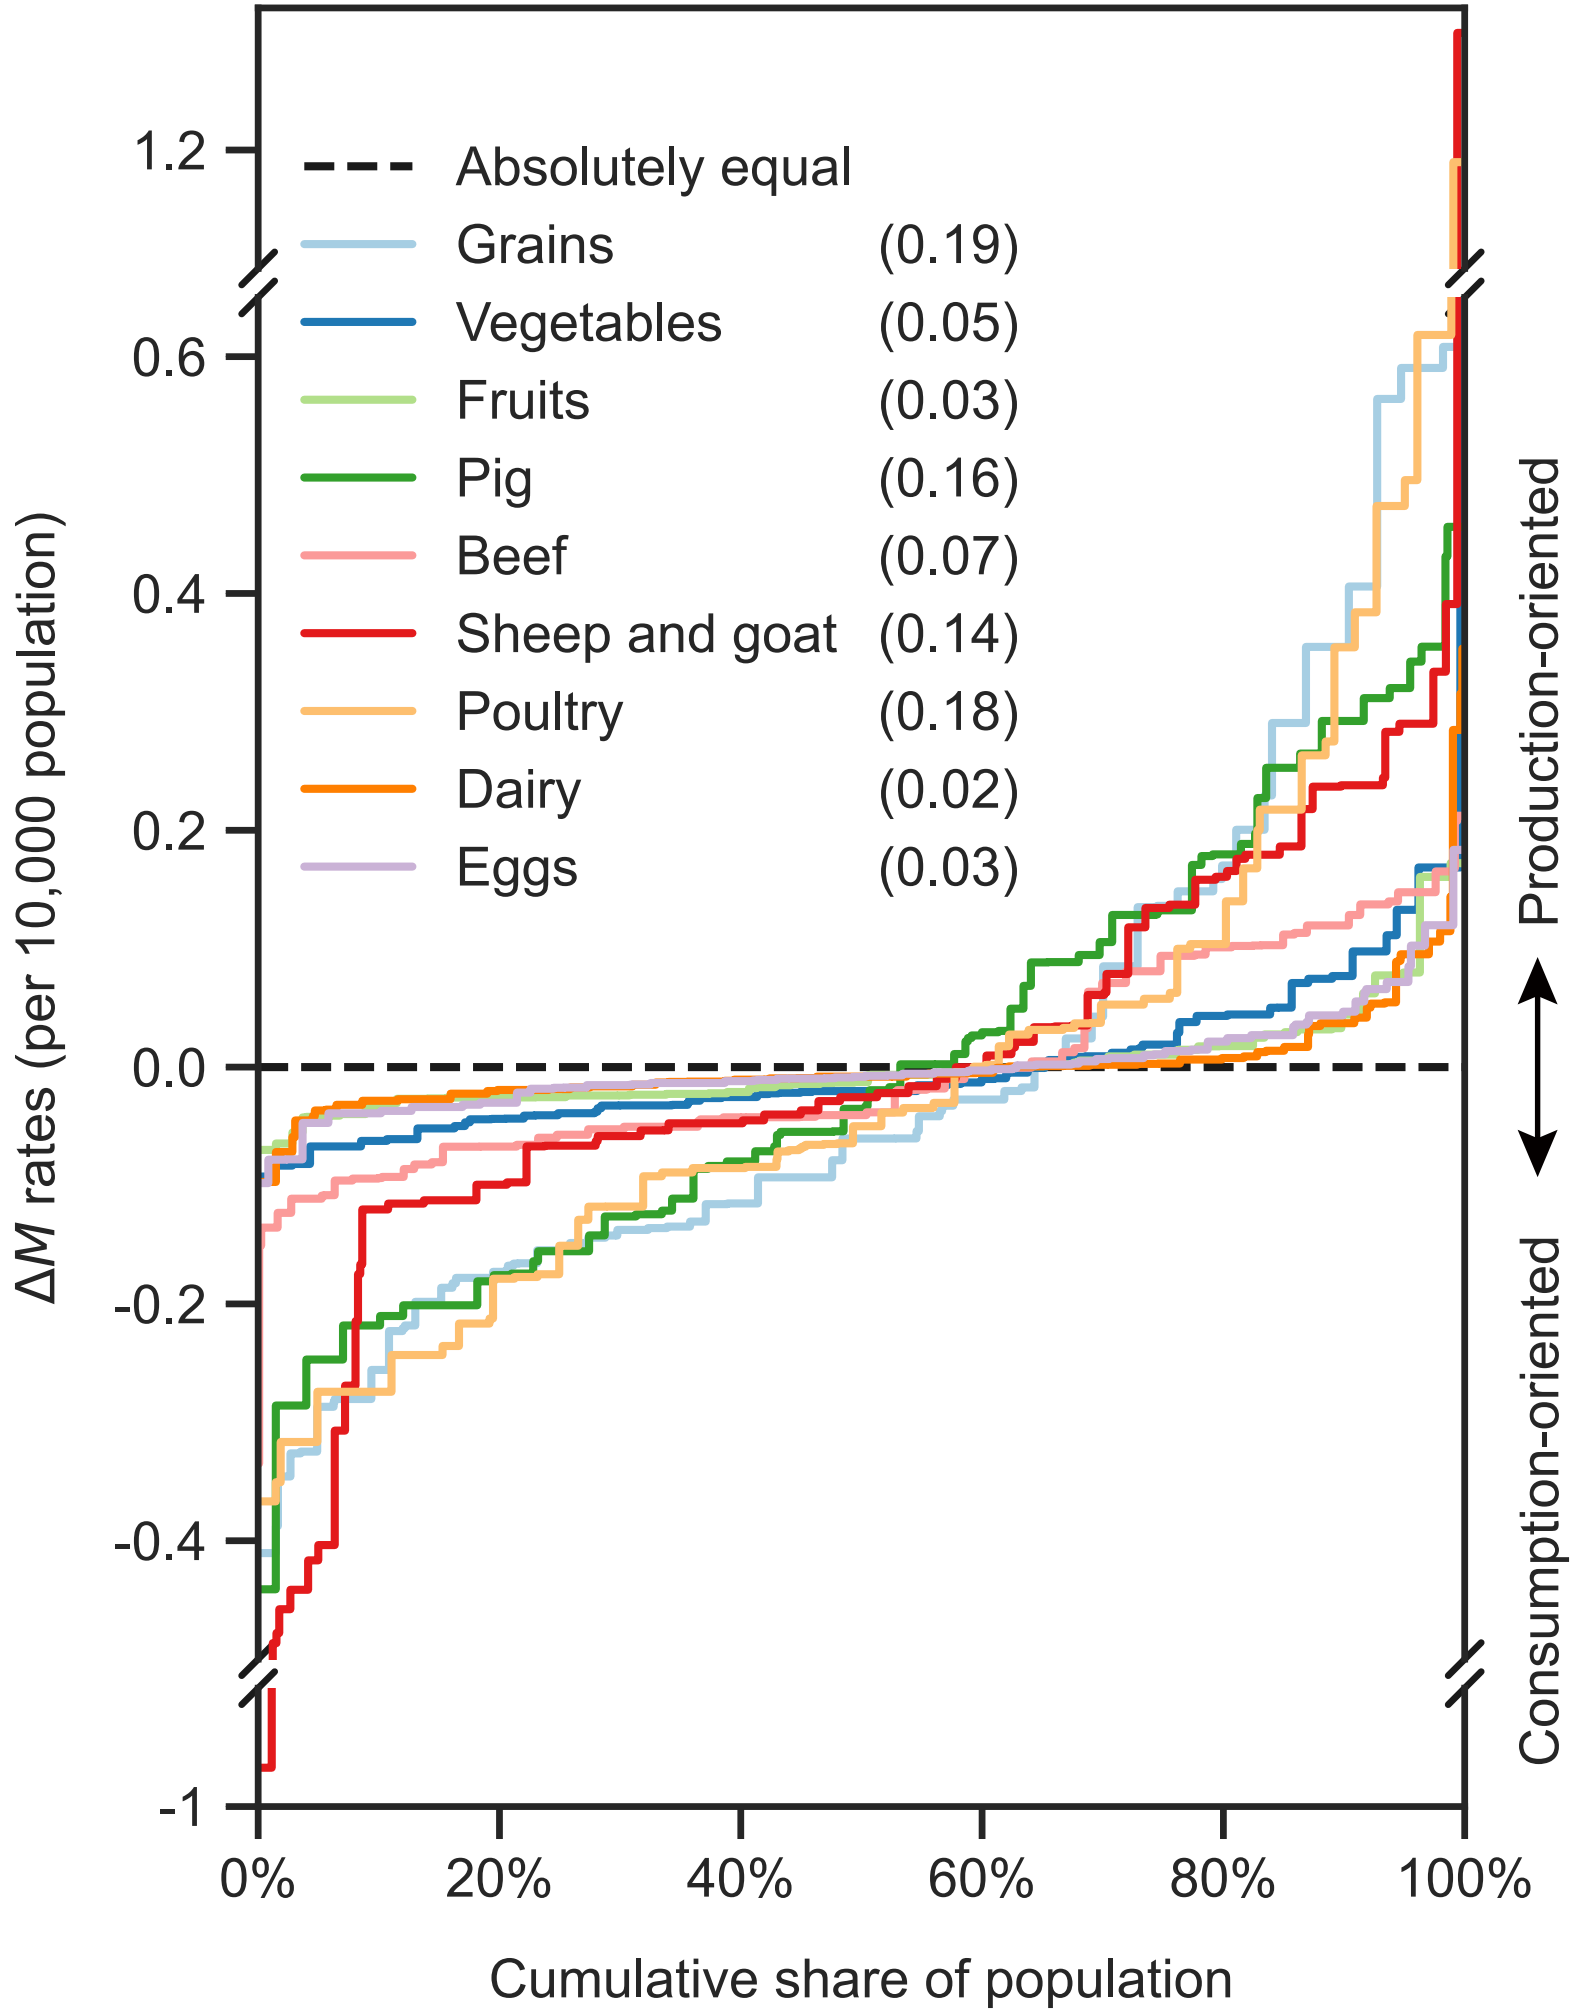 1.2
0.6
0.4
0.2
0.0
-0.2
-0.4
-1
ΔM rates (per 10,000 population)
Absolutely equal
Grains (0.19)
Vegetables (0.05)
Fruits (0.03)
Pig (0.16)
Beef (0.07)
Sheep and goat (0.14)
Poultry (0.18)
Dairy (0.02)
Eggs (0.03)
Production-oriented
Consumption-oriented
0% 20% 40% 60% 80% 100%
Cumulative share of population